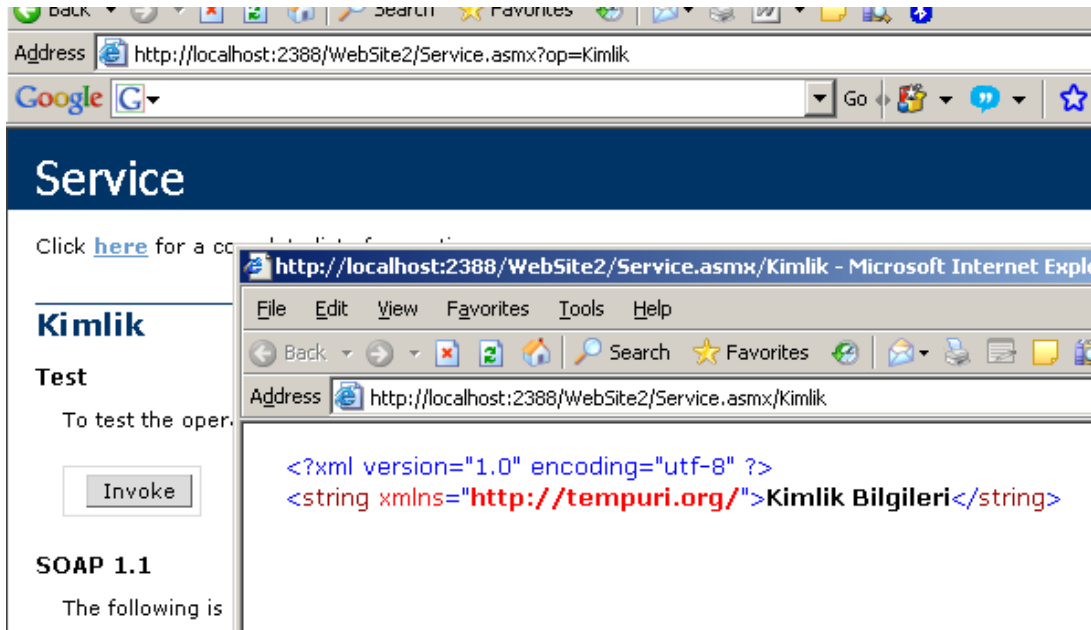 Back Search Favorites
Address http://localhost:2388/WebSite2/Service.asmx?op=Kimlik
Google G Go
Service
Click here for a
http://localhost:2388/WebSite2/Service.asmx/Kimlik - Microsoft Internet Explo
File Edit View Favorites Tools Help
Kimlik
Back Search Favorites
Test
Address http://localhost:2388/WebSite2/Service.asmx/Kimlik
To test the oper
<?xml version="1.0" encoding="utf-8" ?>
Invoke
<string xmlns="http://tempuri.org/">Kimlik Bilgileri</string>
SOAP 1.1
The following is